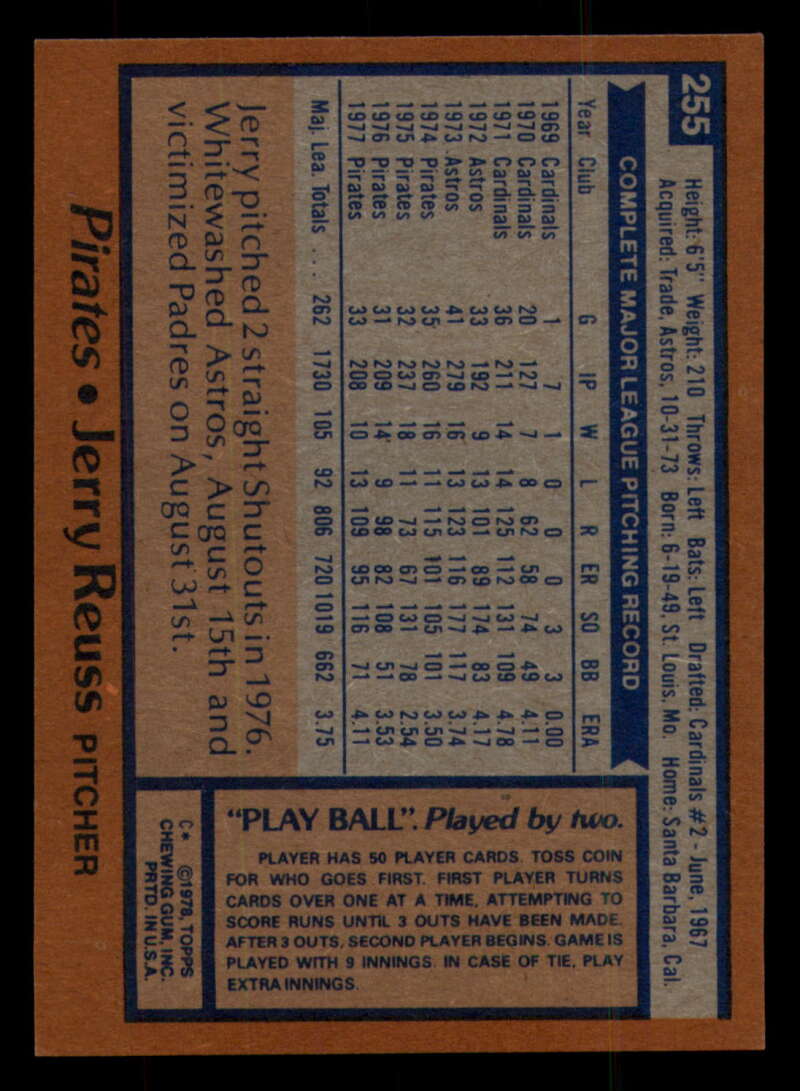 255
Height: 6'5" Weight: 210 Throws: Left Bats: Left Drafted: Cardinals #2 - June, 1967
Acquired: Trade, Astros, 10-31-73 Born: 6-19-49, St. Louis, Mo. Home: Santa Barbara, Cal.
COMPLETE MAJOR LEAGUE PITCHING RECORD
Year Club G IP W L R ER SO BB ERA
1969 Cardinals 1 7 1 0 0 0 3 3 0.00
1970 Cardinals 20 127 7 8 62 58 74 49 4.11
1971 Cardinals 36 211 14 14 125 112 131 109 4.78
1972 Astros 33 192 9 13 101 89 174 83 4.17
1973 Astros 41 279 16 13 123 116 177 117 3.74
1974 Pirates 35 260 16 11 115 101 105 101 3.50
1975 Pirates 32 237 18 11 73 67 131 78 2.54
1976 Pirates 31 209 14 9 98 82 108 51 3.53
1977 Pirates 33 208 10 13 109 95 116 71 4.11
Maj. Lea. Totals . . . 262 1730 105 92 806 720 1019 662 3.75
Jerry pitched 2 straight Shutouts in 1976.
Whitewashed Astros, August 15th and
victimized Padres on August 31st.
Pirates • Jerry Reuss PITCHER
"PLAY BALL". Played by two.
PLAYER HAS 50 PLAYER CARDS. TOSS COIN
FOR WHO GOES FIRST. FIRST PLAYER TURNS
CARDS OVER ONE AT A TIME, ATTEMPTING TO
SCORE RUNS UNTIL 3 OUTS HAVE BEEN MADE.
AFTER 3 OUTS, SECOND PLAYER BEGINS. GAME IS
PLAYED WITH 9 INNINGS. IN CASE OF TIE, PLAY
EXTRA INNINGS.
C* ©1978, TOPPS
CHEWING GUM, INC.
PRTD. IN U.S.A.